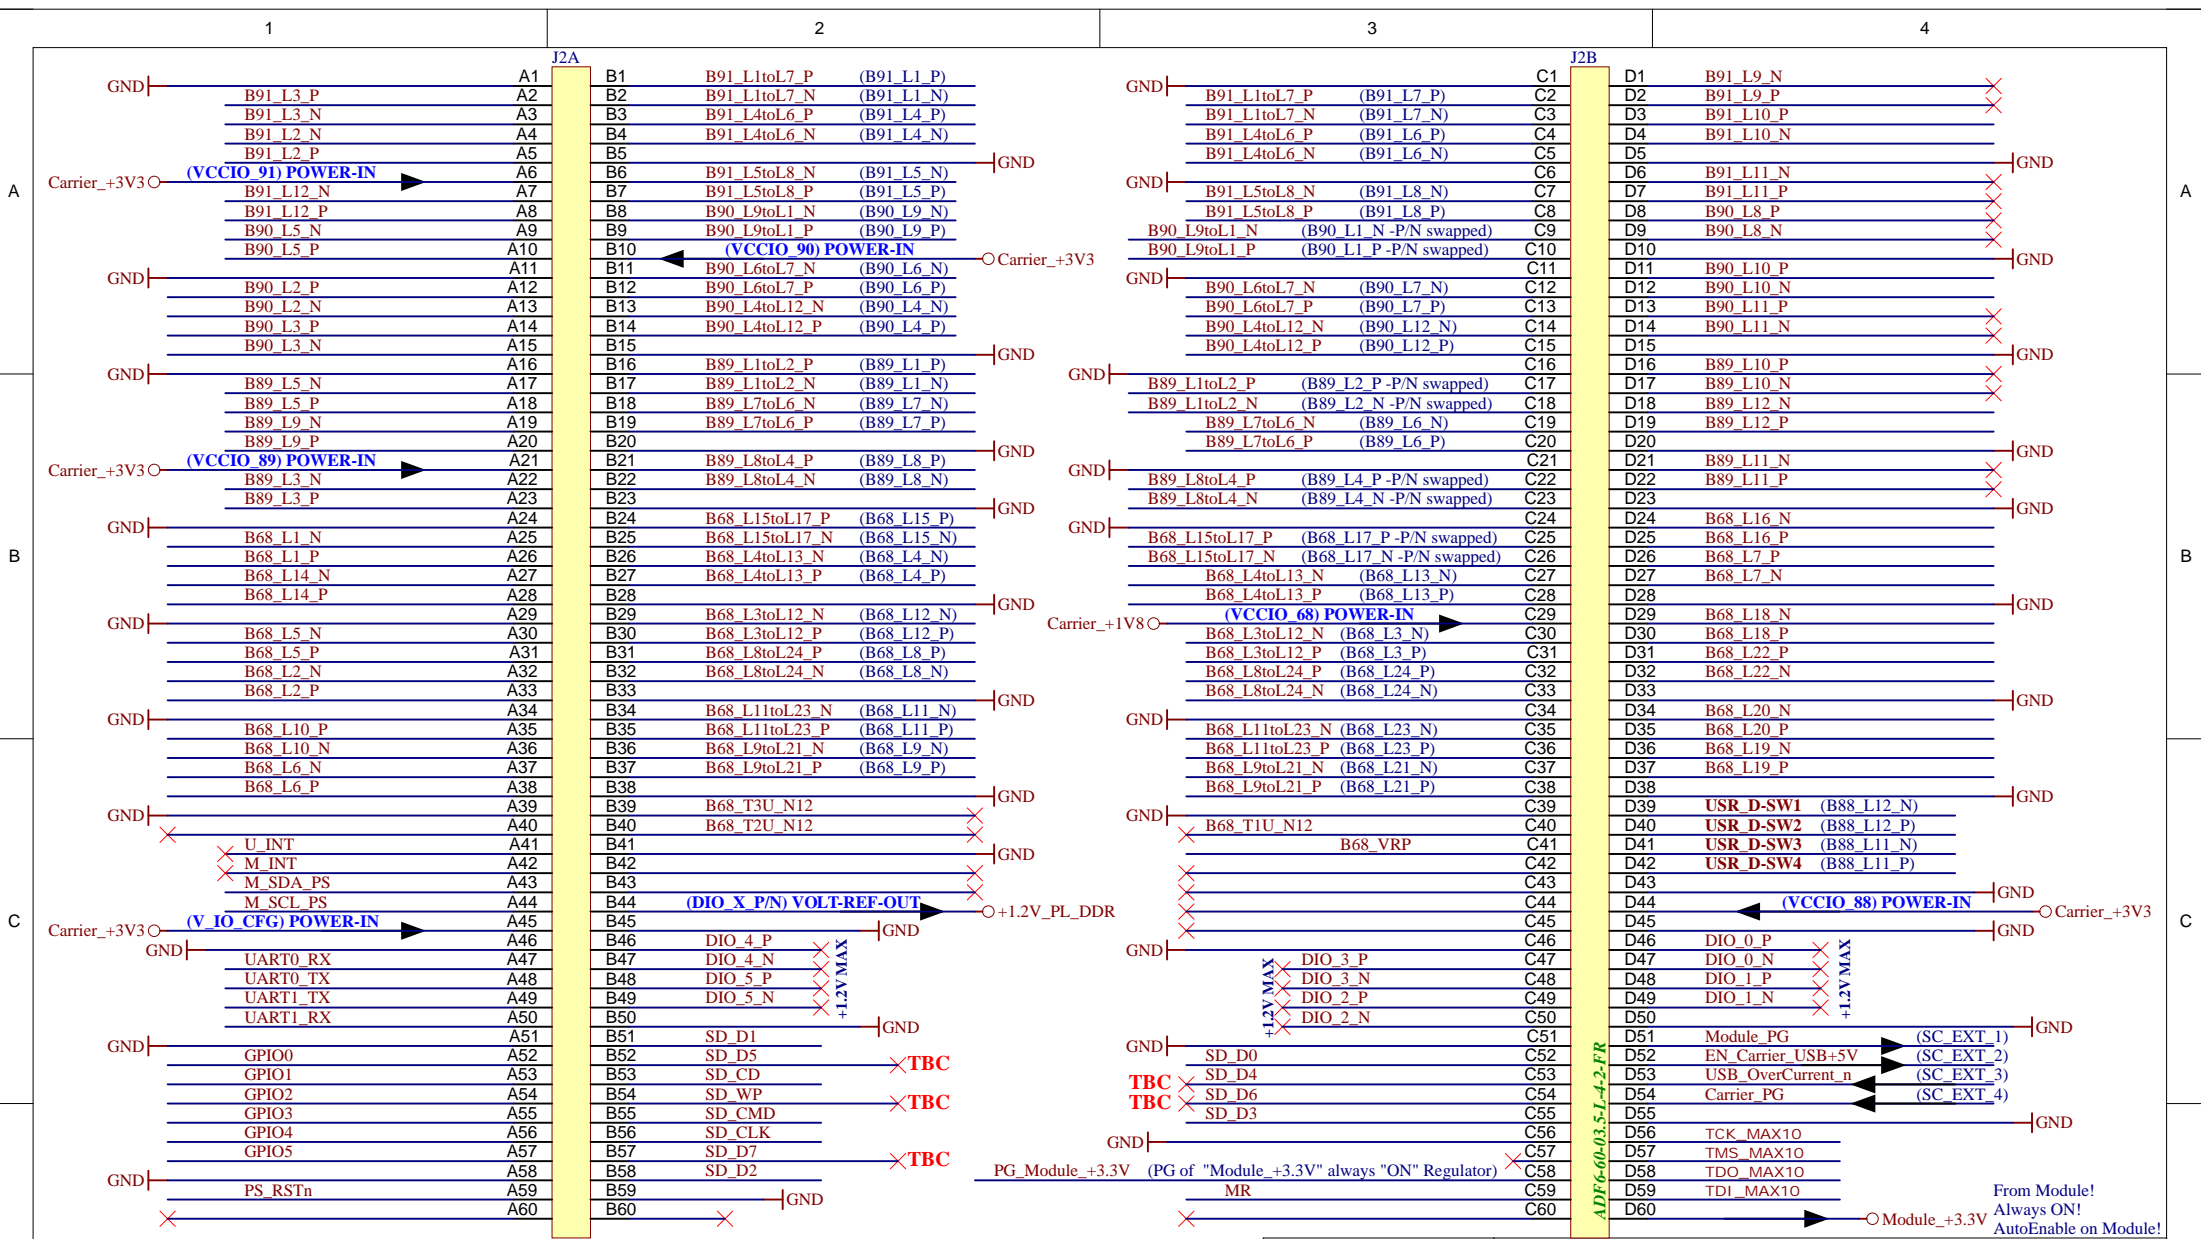 1 2 3 4
A
B
C
A
B
C
J2A
GND A1
B91_L3_P A2
B91_L3_N A3
B91_L2_N A4
B91_L2_P A5
Carrier_+3V3 (VCCIO_91) POWER-IN A6
B91_L12_N A7
B91_L12_P A8
B90_L5_N A9
B90_L5_P A10
GND A11
B90_L2_P A12
B90_L2_N A13
B90_L3_P A14
B90_L3_N A15
GND A16
B89_L5_N A17
B89_L5_P A18
B89_L9_N A19
B89_L9_P A20
Carrier_+3V3 (VCCIO_89) POWER-IN A21
B89_L3_N A22
B89_L3_P A23
GND A24
B68_L1_N A25
B68_L1_P A26
B68_L14_N A27
B68_L14_P A28
GND A29
B68_L5_N A30
B68_L5_P A31
B68_L2_N A32
B68_L2_P A33
GND A34
B68_L10_P A35
B68_L10_N A36
B68_L6_N A37
B68_L6_P A38
GND A39
A40
U_INT A41
M_INT A42
M_SDA_PS A43
M_SCL_PS A44
Carrier_+3V3 (V_IO_CFG) POWER-IN A45
GND A46
UART0_RX A47
UART0_TX A48
UART1_TX A49
UART1_RX A50
GND A51
GPIO0 A52
GPIO1 A53
GPIO2 A54
GPIO3 A55
GPIO4 A56
GPIO5 A57
GND A58
PS_RSTn A59
A60
B1 B91_L1toL7_P (B91_L1_P)
B2 B91_L1toL7_N (B91_L1_N)
B3 B91_L4toL6_P (B91_L4_P)
B4 B91_L4toL6_N (B91_L4_N)
B5 GND
B6 B91_L5toL8_N (B91_L5_N)
B7 B91_L5toL8_P (B91_L5_P)
B8 B90_L9toL1_N (B90_L9_N)
B9 B90_L9toL1_P (B90_L9_P)
B10 (VCCIO_90) POWER-IN Carrier_+3V3
B11 B90_L6toL7_N (B90_L6_N)
B12 B90_L6toL7_P (B90_L6_P)
B13 B90_L4toL12_N (B90_L4_N)
B14 B90_L4toL12_P (B90_L4_P)
B15 GND
B16 B89_L1toL2_P (B89_L1_P)
B17 B89_L1toL2_N (B89_L1_N)
B18 B89_L7toL6_N (B89_L7_N)
B19 B89_L7toL6_P (B89_L7_P)
B20 GND
B21 B89_L8toL4_P (B89_L8_P)
B22 B89_L8toL4_N (B89_L8_N)
B23 GND
B24 B68_L15toL17_P (B68_L15_P)
B25 B68_L15toL17_N (B68_L15_N)
B26 B68_L4toL13_N (B68_L4_N)
B27 B68_L4toL13_P (B68_L4_P)
B28 GND
B29 B68_L3toL12_N (B68_L12_N)
B30 B68_L3toL12_P (B68_L12_P)
B31 B68_L8toL24_P (B68_L8_P)
B32 B68_L8toL24_N (B68_L8_N)
B33 GND
B34 B68_L11toL23_N (B68_L11_N)
B35 B68_L11toL23_P (B68_L11_P)
B36 B68_L9toL21_N (B68_L9_N)
B37 B68_L9toL21_P (B68_L9_P)
B38 GND
B39 B68_T3U_N12
B40 B68_T2U_N12
B41 GND
B42
B43
B44 (DIO_X_P/N) VOLT-REF-OUT +1.2V_PL_DDR
B45 GND
B46 DIO_4_P
B47 DIO_4_N
B48 DIO_5_P
B49 DIO_5_N
+1.2V MAX
B50 GND
B51 SD_D1
B52 SD_D5 TBC
B53 SD_CD
B54 SD_WP TBC
B55 SD_CMD
B56 SD_CLK
B57 SD_D7 TBC
B58 SD_D2
B59 GND
B60
J2B
GND C1
B91_L1toL7_P (B91_L7_P) C2
B91_L1toL7_N (B91_L7_N) C3
B91_L4toL6_P (B91_L6_P) C4
B91_L4toL6_N (B91_L6_N) C5
GND C6
B91_L5toL8_N (B91_L8_N) C7
B91_L5toL8_P (B91_L8_P) C8
B90_L9toL1_N (B90_L1_N -P/N swapped) C9
B90_L9toL1_P (B90_L1_P -P/N swapped) C10
GND C11
B90_L6toL7_N (B90_L7_N) C12
B90_L6toL7_P (B90_L7_P) C13
B90_L4toL12_N (B90_L12_N) C14
B90_L4toL12_P (B90_L12_P) C15
GND C16
B89_L1toL2_P (B89_L2_P -P/N swapped) C17
B89_L1toL2_N (B89_L2_N -P/N swapped) C18
B89_L7toL6_N (B89_L6_N) C19
B89_L7toL6_P (B89_L6_P) C20
GND C21
B89_L8toL4_P (B89_L4_P -P/N swapped) C22
B89_L8toL4_N (B89_L4_N -P/N swapped) C23
GND C24
B68_L15toL17_P (B68_L17_P -P/N swapped) C25
B68_L15toL17_N (B68_L17_N -P/N swapped) C26
B68_L4toL13_N (B68_L13_N) C27
B68_L4toL13_P (B68_L13_P) C28
Carrier_+1V8 (VCCIO_68) POWER-IN C29
B68_L3toL12_N (B68_L3_N) C30
B68_L3toL12_P (B68_L3_P) C31
B68_L8toL24_P (B68_L24_P) C32
B68_L8toL24_N (B68_L24_N) C33
GND C34
B68_L11toL23_N (B68_L23_N) C35
B68_L11toL23_P (B68_L23_P) C36
B68_L9toL21_N (B68_L21_N) C37
B68_L9toL21_P (B68_L21_P) C38
GND C39
B68_T1U_N12 C40
B68_VRP C41
C42
C43
C44
C45
GND C46
DIO_3_P C47
DIO_3_N C48
DIO_2_P C49
DIO_2_N C50
+1.2V MAX
GND C51
SD_D0 C52
TBC SD_D4 C53
TBC SD_D6 C54
SD_D3 C55
GND C56
C57
PG_Module_+3.3V (PG of "Module_+3.3V" always "ON" Regulator) C58
MR C59
C60
ADF6-60-03.5-L-4-2-FR
D1 B91_L9_N
D2 B91_L9_P
D3 B91_L10_P
D4 B91_L10_N
D5 GND
D6 B91_L11_N
D7 B91_L11_P
D8 B90_L8_P
D9 B90_L8_N
D10 GND
D11 B90_L10_P
D12 B90_L10_N
D13 B90_L11_P
D14 B90_L11_N
D15 GND
D16 B89_L10_P
D17 B89_L10_N
D18 B89_L12_N
D19 B89_L12_P
D20 GND
D21 B89_L11_N
D22 B89_L11_P
D23 GND
D24 B68_L16_N
D25 B68_L16_P
D26 B68_L7_P
D27 B68_L7_N
D28 GND
D29 B68_L18_N
D30 B68_L18_P
D31 B68_L22_P
D32 B68_L22_N
D33 GND
D34 B68_L20_N
D35 B68_L20_P
D36 B68_L19_N
D37 B68_L19_P
D38 GND
D39 USR_D-SW1 (B88_L12_N)
D40 USR_D-SW2 (B88_L12_P)
D41 USR_D-SW3 (B88_L11_N)
D42 USR_D-SW4 (B88_L11_P)
D43 GND
D44 (VCCIO_88) POWER-IN Carrier_+3V3
D45 GND
D46 DIO_0_P
D47 DIO_0_N
D48 DIO_1_P
D49 DIO_1_N
+1.2V MAX
D50 GND
D51 Module_PG (SC_EXT_1)
D52 EN_Carrier_USB+5V (SC_EXT_2)
D53 USB_OverCurrent_n (SC_EXT_3)
D54 Carrier_PG (SC_EXT_4)
D55 GND
D56 TCK_MAX10
D57 TMS_MAX10
D58 TDO_MAX10
D59 TDI_MAX10
D60 Module_+3.3V
From Module!
Always ON!
AutoEnable on Module!